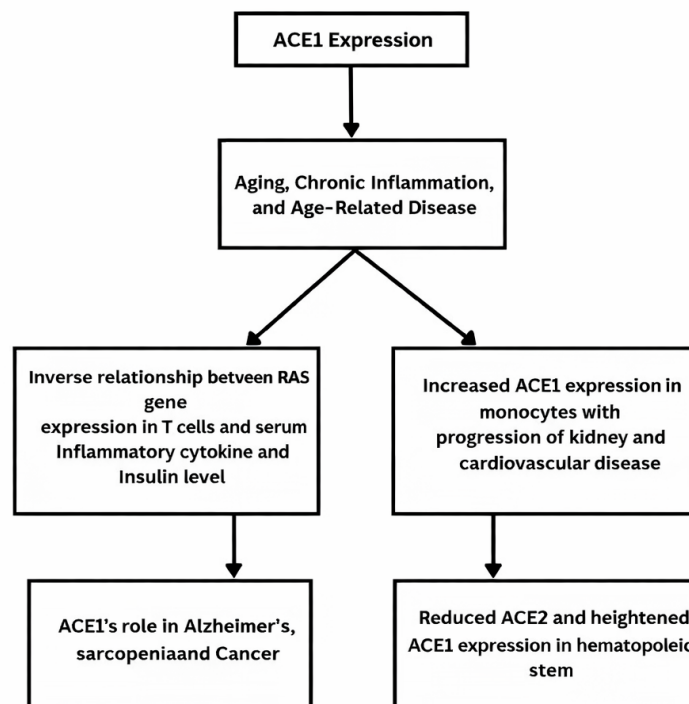 ACE1 Expression
Aging, Chronic Inflammation,
and Age-Related Disease
Inverse relationship betveen RAS
gene
expression in T cells and serum
Inflammatory cytokine and
Insulin level
Increased ACE1 expression in
monocytes with
progression of kidney and
cardiovascular disease
ACE1's role in Alzheimer's,
sarcopeniaand Cancer
Reduced ACE2 and heightened
ACE1 expression in hematopoleic
stem